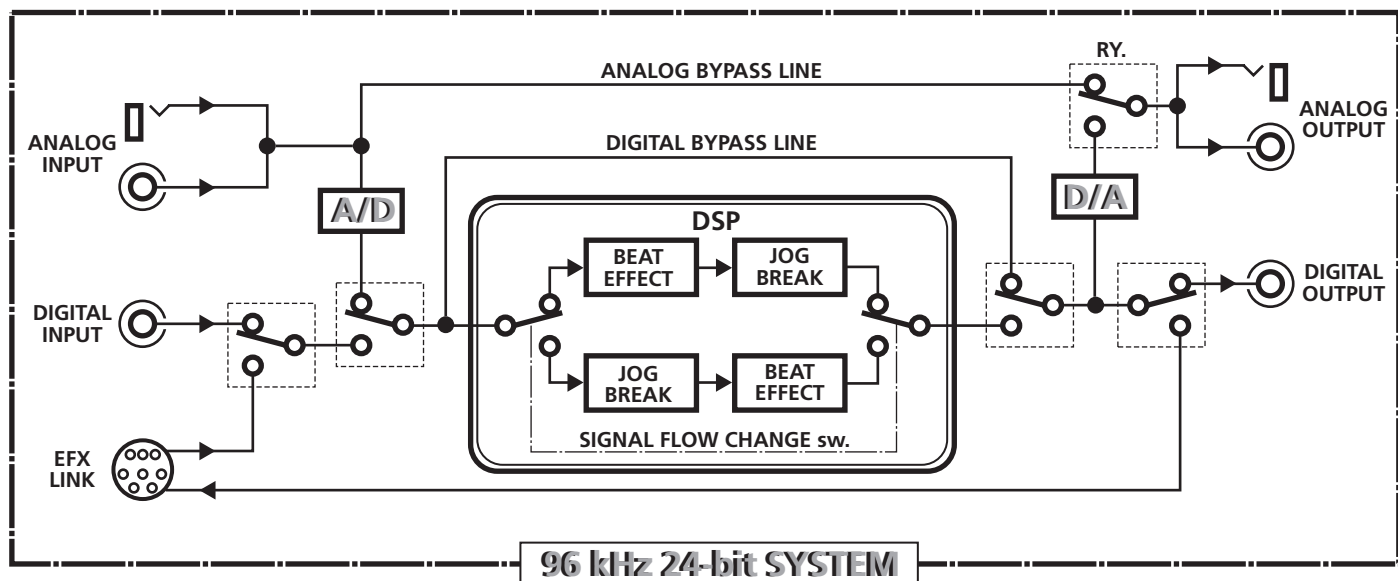 RY.
ANALOG BYPASS LINE
ANALOG
INPUT
ANALOG
OUTPUT
DIGITAL BYPASS LINE
A/D
D/A
DSP
BEAT
EFFECT
JOG
BREAK
DIGITAL
INPUT
DIGITAL
OUTPUT
JOG
BREAK
BEAT
EFFECT
SIGNAL FLOW CHANGE sw.
EFX
LINK
96 kHz 24-bit SYSTEM